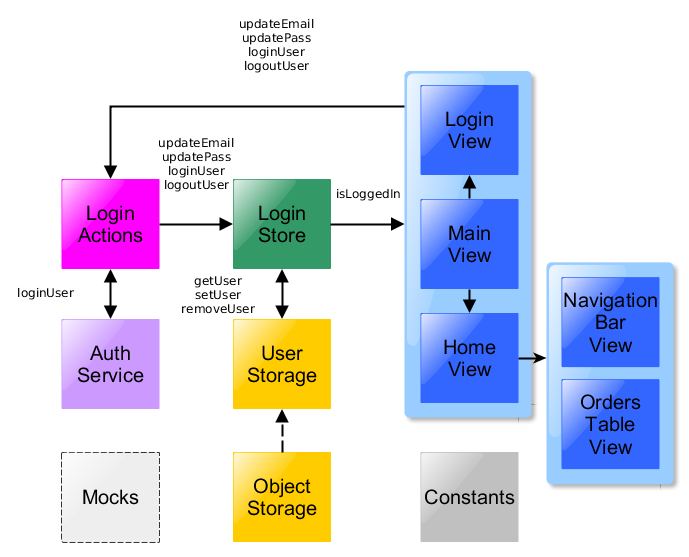 updateEmail
updatePass
loginUser
logoutUser
Login
View
updateEmail
updatePass
loginUser
logoutUser
Login
Actions
Login
Store
isLoggedIn
Main
View
loginUser
getUser
setUser
removeUser
Navigation
Bar
View
Auth
Service
User
Storage
Home
View
Orders
Table
View
Mocks
Object
Storage
Constants